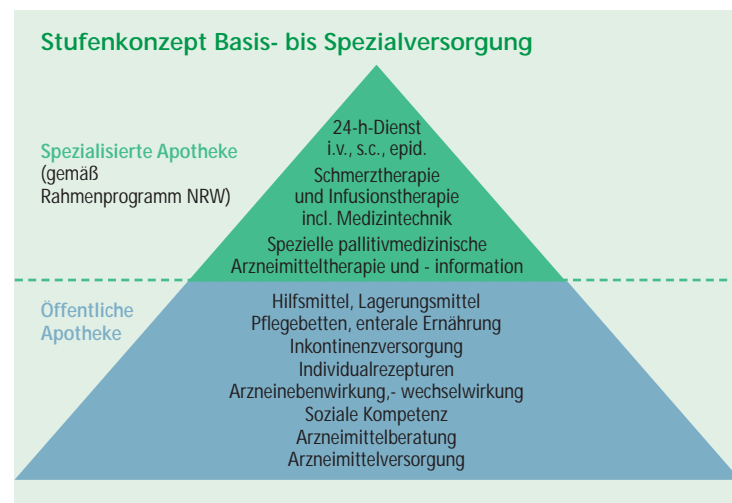 Stufenkonzept Basis- bis Spezialversorgung
Spezialisierte Apotheke
(gemäß
Rahmenprogramm NRW)
24-h-Dienst
i.v., s.c., epid.
Schmerztherapie
und Infusionstherapie
incl. Medizintechnik
Spezielle pallitivmedizinische
Arzneimitteltherapie und - information
Öffentliche
Apotheke
Hilfsmittel, Lagerungsmittel
Pflegebetten, enterale Ernährung
Inkontinenzversorgung
Individualrezepturen
Arzneinebenwirkung,- wechselwirkung
Soziale Kompetenz
Arzneimittelberatung
Arzneimittelversorgung